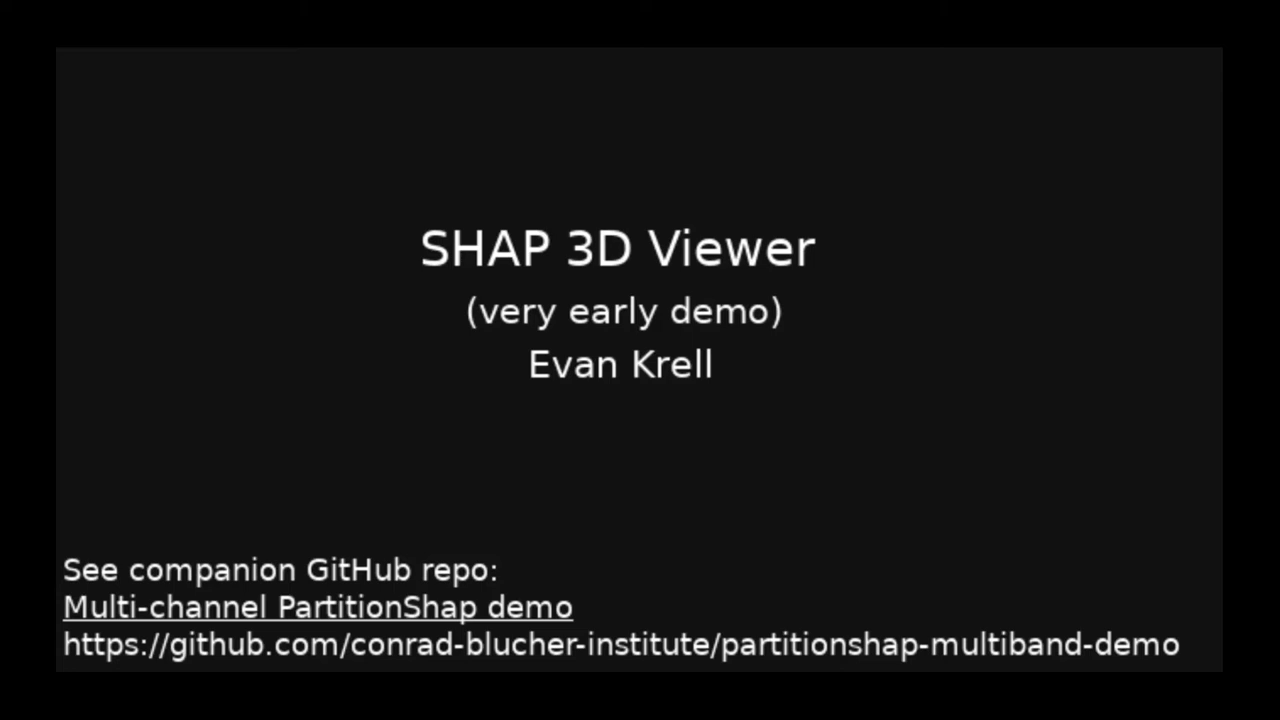 SHAP 3D Viewer
(very early demo)
Evan Krell
See companion GitHub repo:
Multi-channel PartitionShap demo
https://github.com/conrad-blucher-institute/partitionshap-multiband-demo